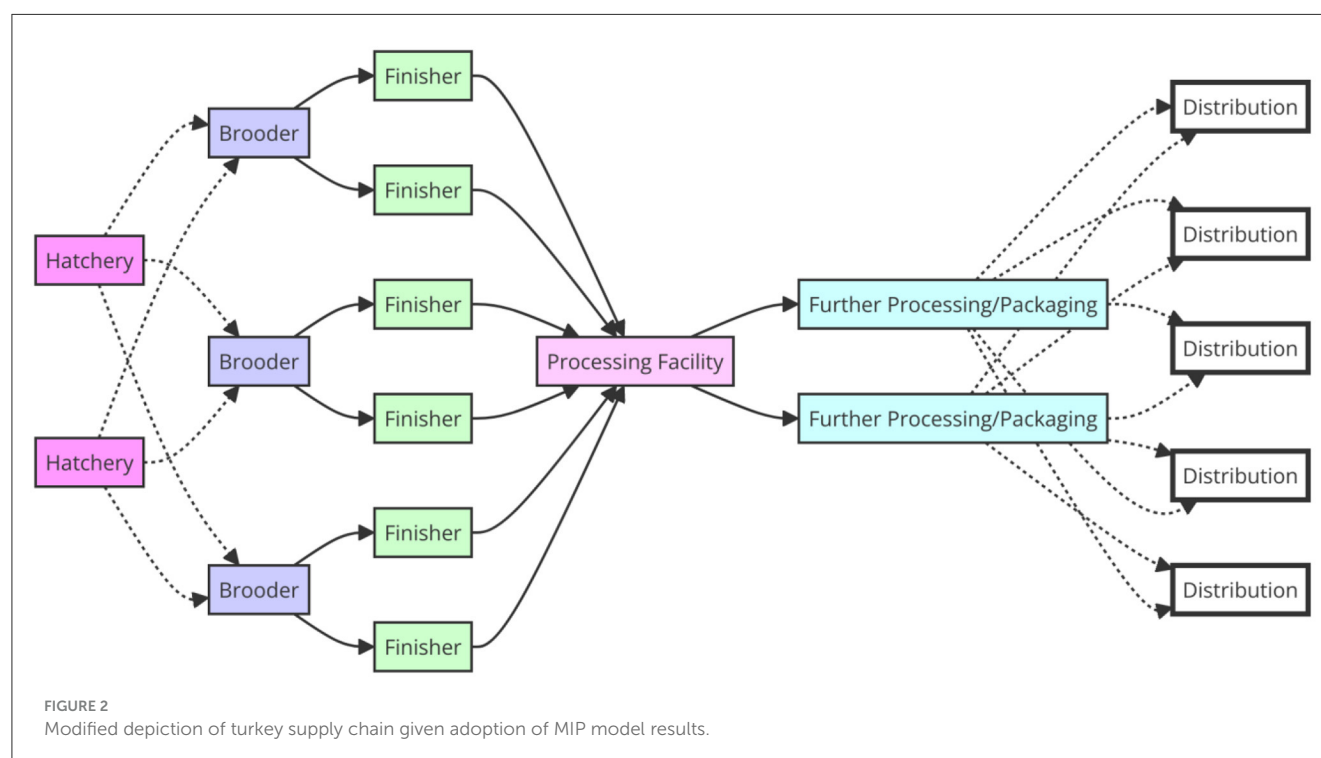 Finisher
Brooder
Finisher
Hatchery
Finisher
Brooder
Finisher
Hatchery
Finisher
Brooder
Finisher
Processing Facility
Further Processing/Packaging
Further Processing/Packaging
Distribution
Distribution
Distribution
Distribution
Distribution
FIGURE 2
Modified depiction of turkey supply chain given adoption of MIP model results.